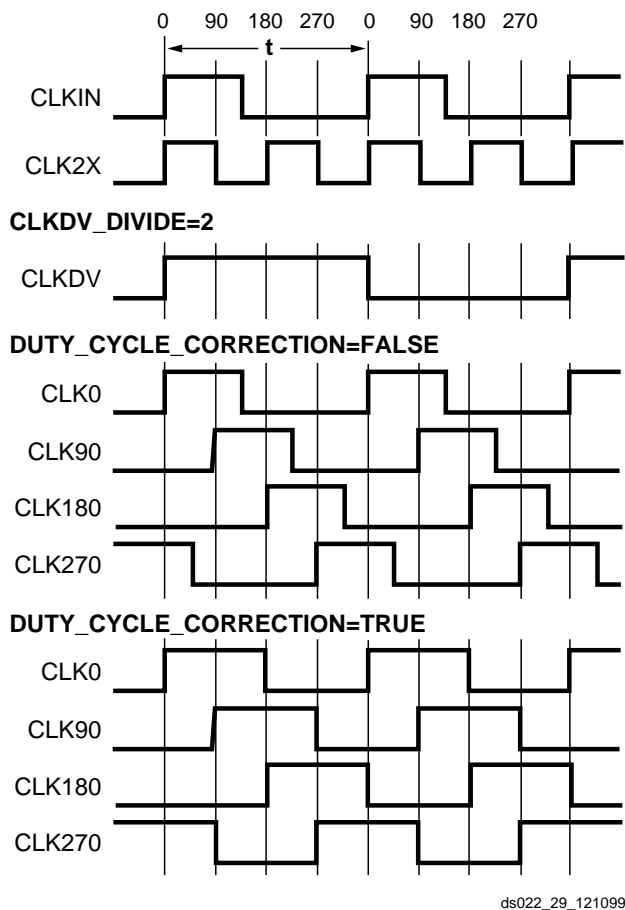 0 90 180 270 0 90 180 270
t
CLKIN
CLK2X
CLKDV_DIVIDE=2
CLKDV
DUTY_CYCLE_CORRECTION=FALSE
CLK0
CLK90
CLK180
CLK270
DUTY_CYCLE_CORRECTION=TRUE
CLK0
CLK90
CLK180
CLK270
ds022_29_121099